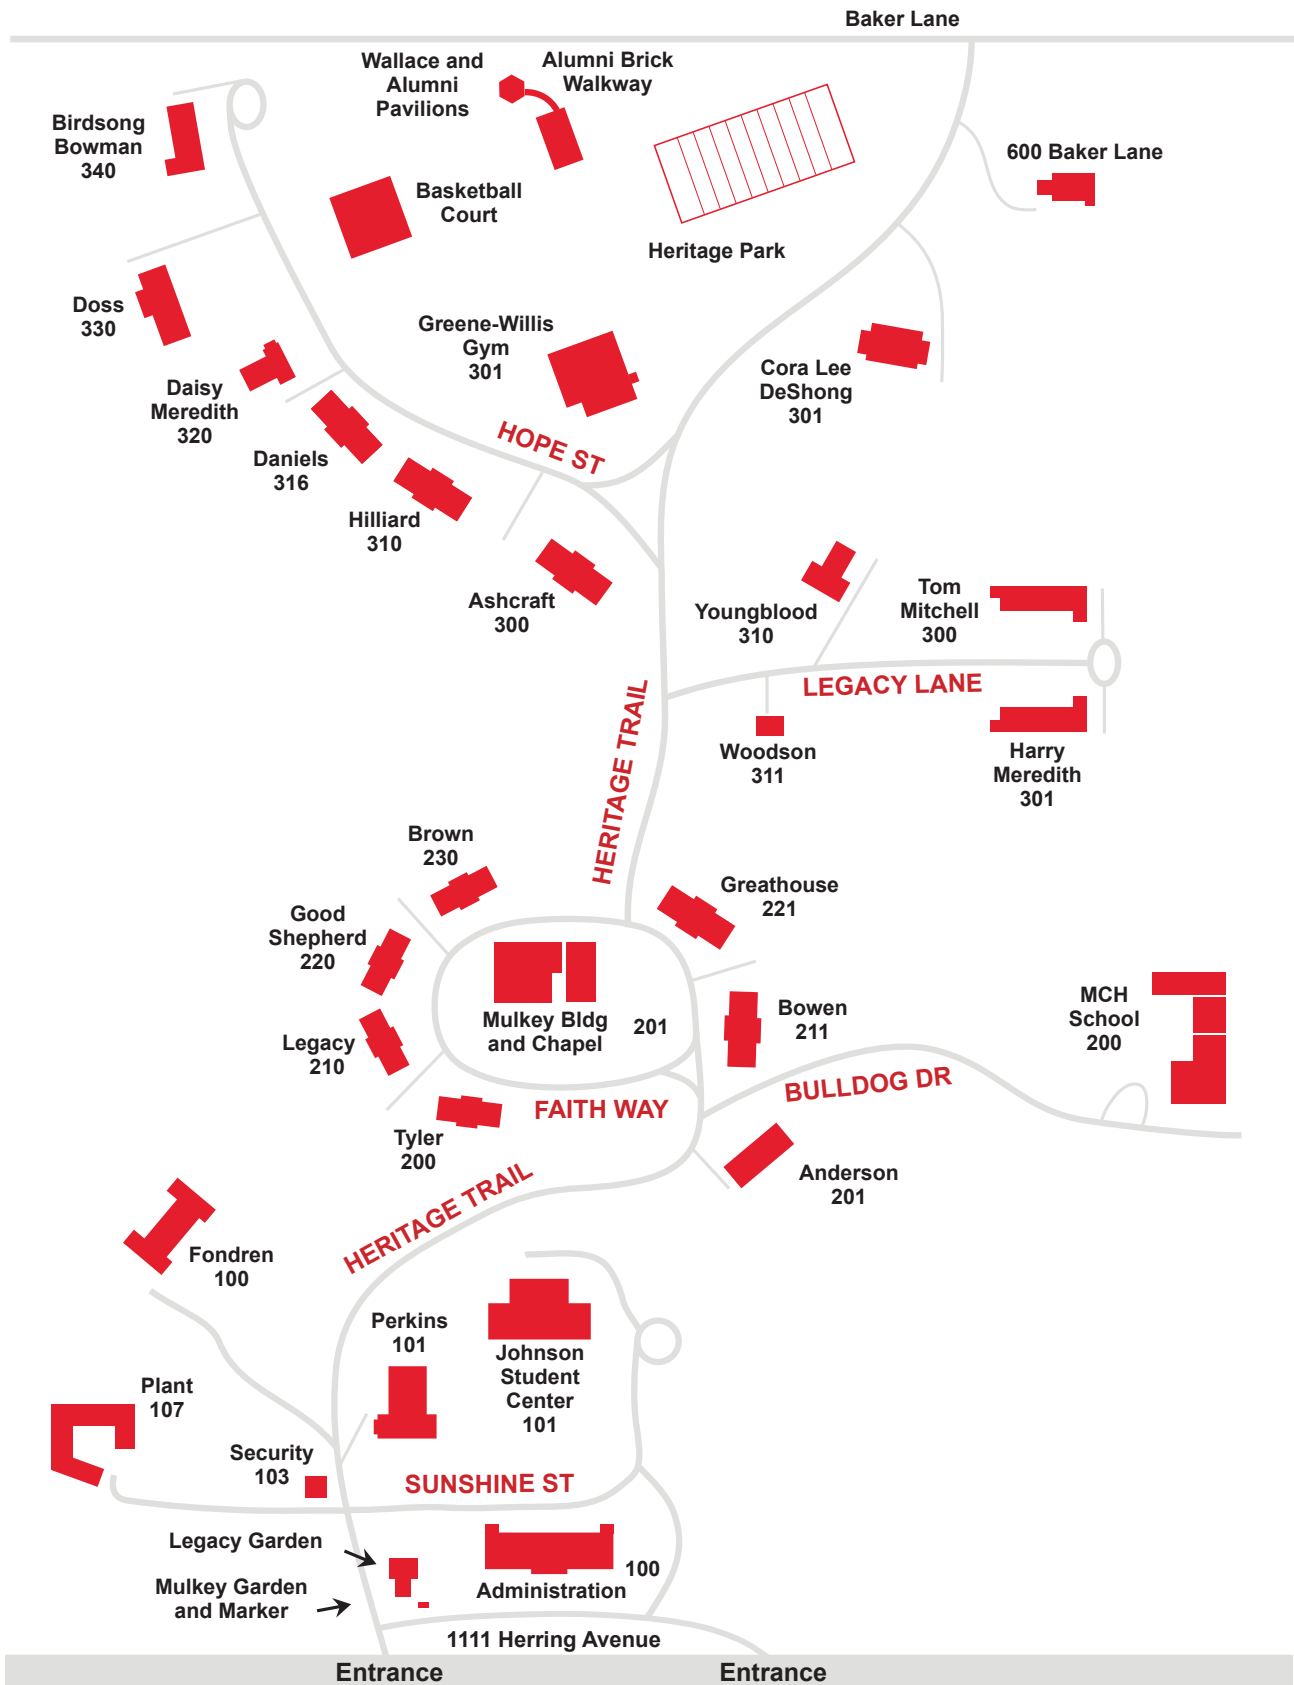 Baker Lane
Wallace and
Alumni
Pavilions
Alumni Brick
Walkway
Birdsong
Bowman
340
600 Baker Lane
Basketball
Court
Heritage Park
Doss
330
Greene-Willis
Gym
301
Cora Lee
DeShong
301
Daisy
Meredith
320
HOPE ST
Daniels
316
Hilliard
310
Ashcraft
300
Youngblood
310
Tom
Mitchell
300
LEGACY LANE
HERITAGE TRAIL
Woodson
311
Harry
Meredith
301
Brown
230
Greathouse
221
Good
Shepherd
220
MCH
School
200
Mulkey Bldg
and Chapel
201
Bowen
211
Legacy
210
BULLDOG DR
FAITH WAY
Tyler
200
Anderson
201
HERITAGE TRAIL
Fondren
100
Perkins
101
Johnson
Student
Center
101
Plant
107
Security
103
SUNSHINE ST
Legacy Garden
100
Administration
Mulkey Garden
and Marker
1111 Herring Avenue
Entrance
Entrance